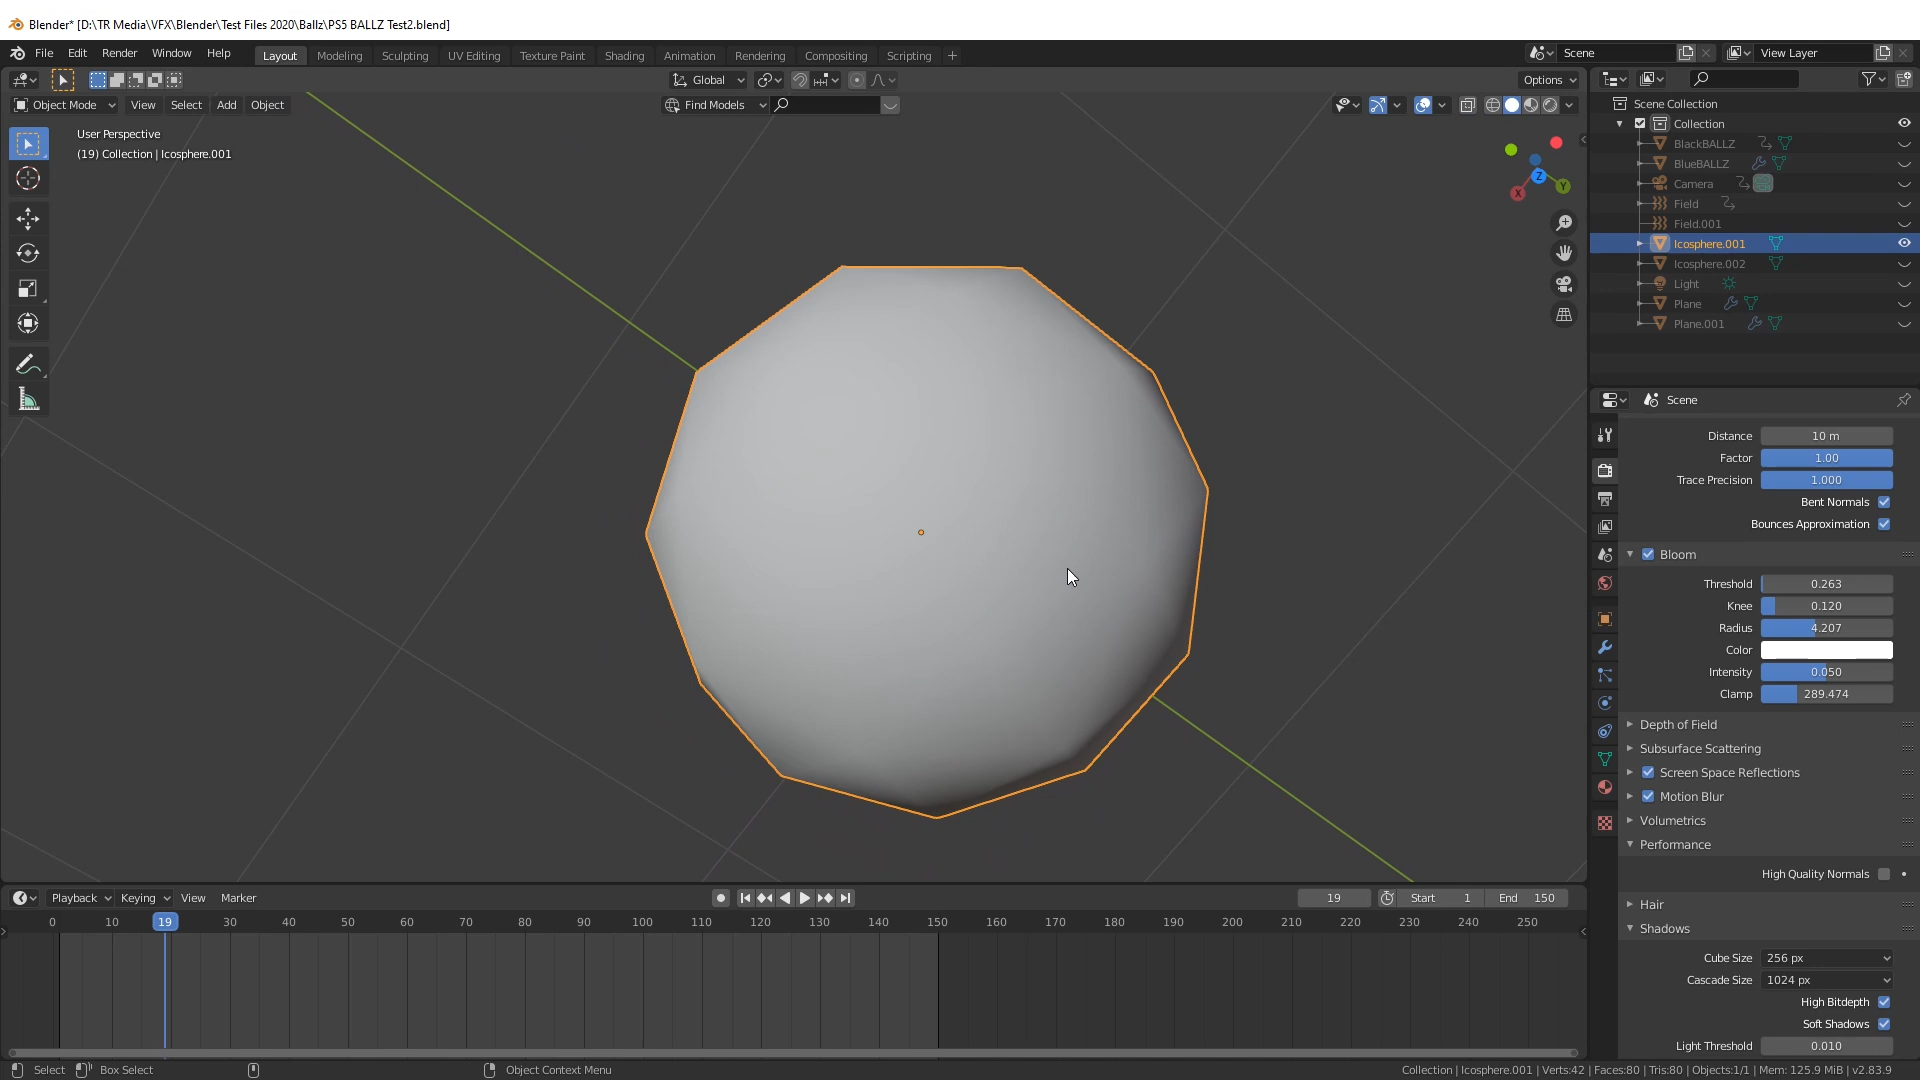 Blender* [D:\TR Media\VFX\Blender\Test Files 2020\Ballz\PS5 BALLZ Test2.blend]
File Edit Render Window Help Layout Modeling Sculpting UV Editing Texture Paint Shading Animation Rendering Compositing Scripting + Scene View Layer
Global Options
Object Mode View Select Add Object Find Models
User Perspective
(19) Collection | Icosphere.001
X Y Z
Scene Collection
Collection
BlackBALLZ
BlueBALLZ
Camera
Field
Field.001
Icosphere.001
Icosphere.002
Light
Plane
Plane.001
Scene
Distance 10 m
Factor 1.00
Trace Precision 1.000
Bent Normals
Bounces Approximation
Bloom
Threshold 0.263
Knee 0.120
Radius 4.207
Color
Intensity 0.050
Clamp 289.474
Depth of Field
Subsurface Scattering
Screen Space Reflections
Motion Blur
Volumetrics
Performance
High Quality Normals
Hair
Shadows
Cube Size 256 px
Cascade Size 1024 px
High Bitdepth
Soft Shadows
Light Threshold 0.010
Playback Keying View Marker 19 Start 1 End 150
0 10 19 30 40 50 60 70 80 90 100 110 120 130 140 150 160 170 180 190 200 210 220 230 240 250
Select Box Select Object Context Menu Collection | Icosphere.001 | Verts:42 | Faces:80 | Tris:80 | Objects:1/1 | Mem: 125.9 MiB | v2.83.9